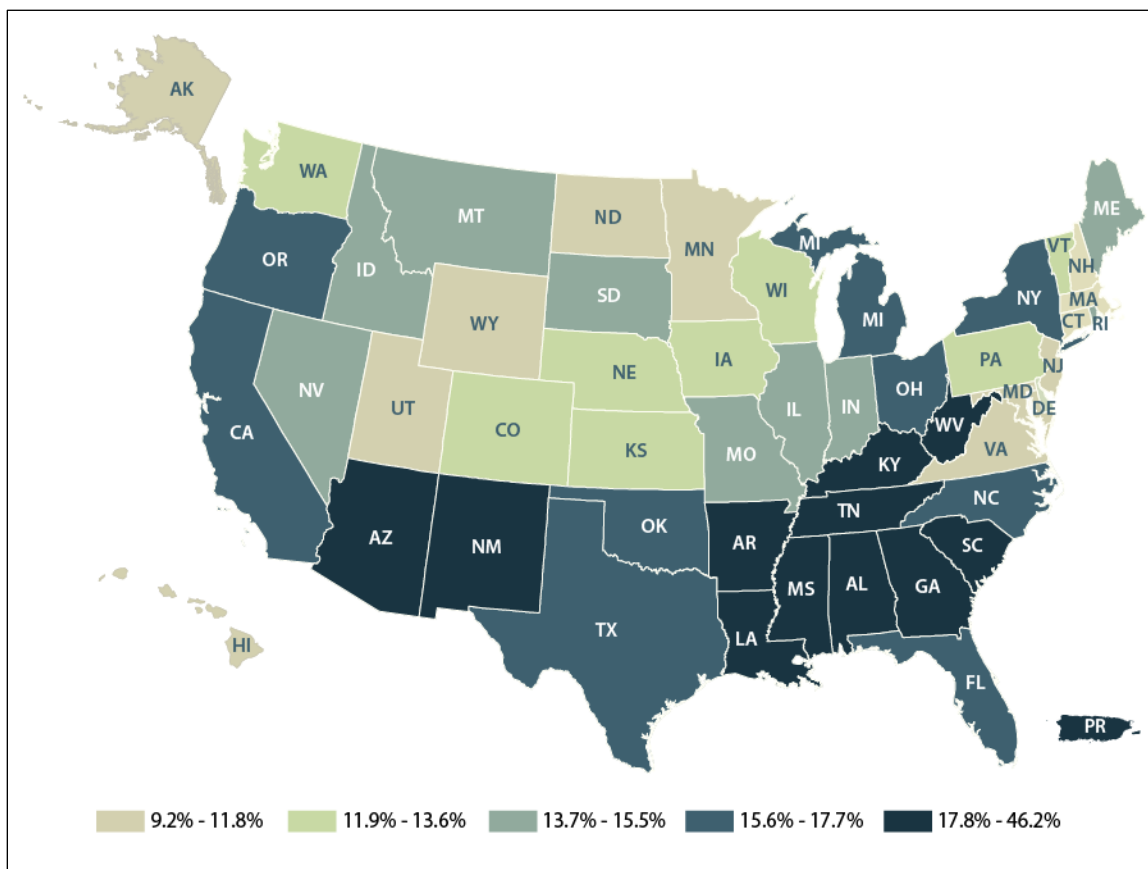 AK
WA
MT
ND
MN
ME
VT
NH
OR
ID
SD
WI
MI
MI
NY
MA
CT
RI
WY
IA
PA
NJ
NV
UT
NE
IL
IN
OH
MD
DE
CA
CO
KS
MO
WV
VA
KY
AZ
NM
OK
AR
TN
NC
SC
MS
AL
GA
TX
LA
HI
FL
PR
9.2% - 11.8% 11.9% - 13.6% 13.7% - 15.5% 15.6% - 17.7% 17.8% - 46.2%